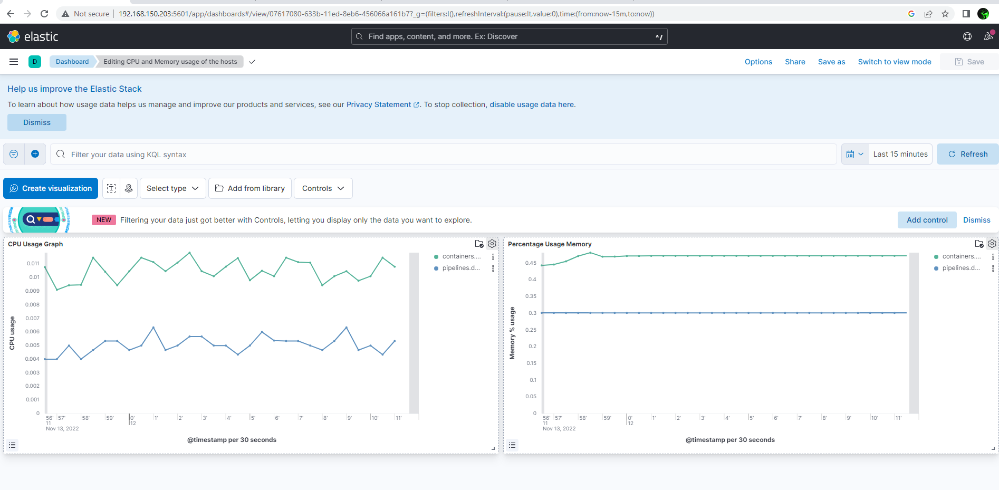 Not secure
192.168.150.203:5601/app/dashboards#/view/07617080-633b-11ed-8eb6-456066a161b7?_g=(filters:!(),refreshInterval:(pause:!t,value:0),time:(from:now-15m,to:now))
elastic
Find apps, content, and more. Ex: Discover
^/
D
Dashboard
Editing CPU and Memory usage of the hosts
Options
Share
Save as
Switch to view mode
Save
Help us improve the Elastic Stack
To learn about how usage data helps us manage and improve our products and services, see our Privacy Statement. To stop collection, disable usage data here.
Dismiss
Filter your data using KQL syntax
Last 15 minutes
Refresh
Create visualization
Select type
Add from library
Controls
NEW
Filtering your data just got better with Controls, letting you display only the data you want to explore.
Add control
Dismiss
CPU Usage Graph
0.011
0.01
0.009
0.008
0.007
0.006
0.005
0.004
0.003
0.002
0.001
0
CPU usage
56' 57' 58' 59' 0' 1' 2' 3' 4' 5' 6' 7' 8' 9' 10' 11'
11 12
Nov 13, 2022
@timestamp per 30 seconds
containers....
pipelines.d...
Percentage Usage Memory
0.45
0.4
0.35
0.3
0.25
0.2
0.15
0.1
0.05
0
Memory % usage
56' 57' 58' 59' 0' 1' 2' 3' 4' 5' 6' 7' 8' 9' 10' 11'
11 12
Nov 13, 2022
@timestamp per 30 seconds
containers....
pipelines.d...